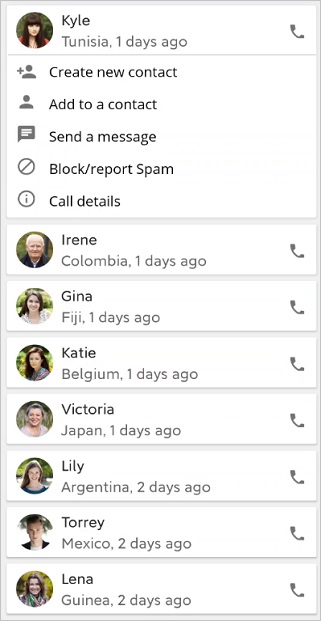 Kyle
Tunisia, 1 days ago
Create new contact
Add to a contact
Send a message
Block/report Spam
Call details
Irene
Colombia, 1 days ago
Gina
Fiji, 1 days ago
Katie
Belgium, 1 days ago
Victoria
Japan, 1 days ago
Lily
Argentina, 2 days ago
Torrey
Mexico, 2 days ago
Lena
Guinea, 2 days ago